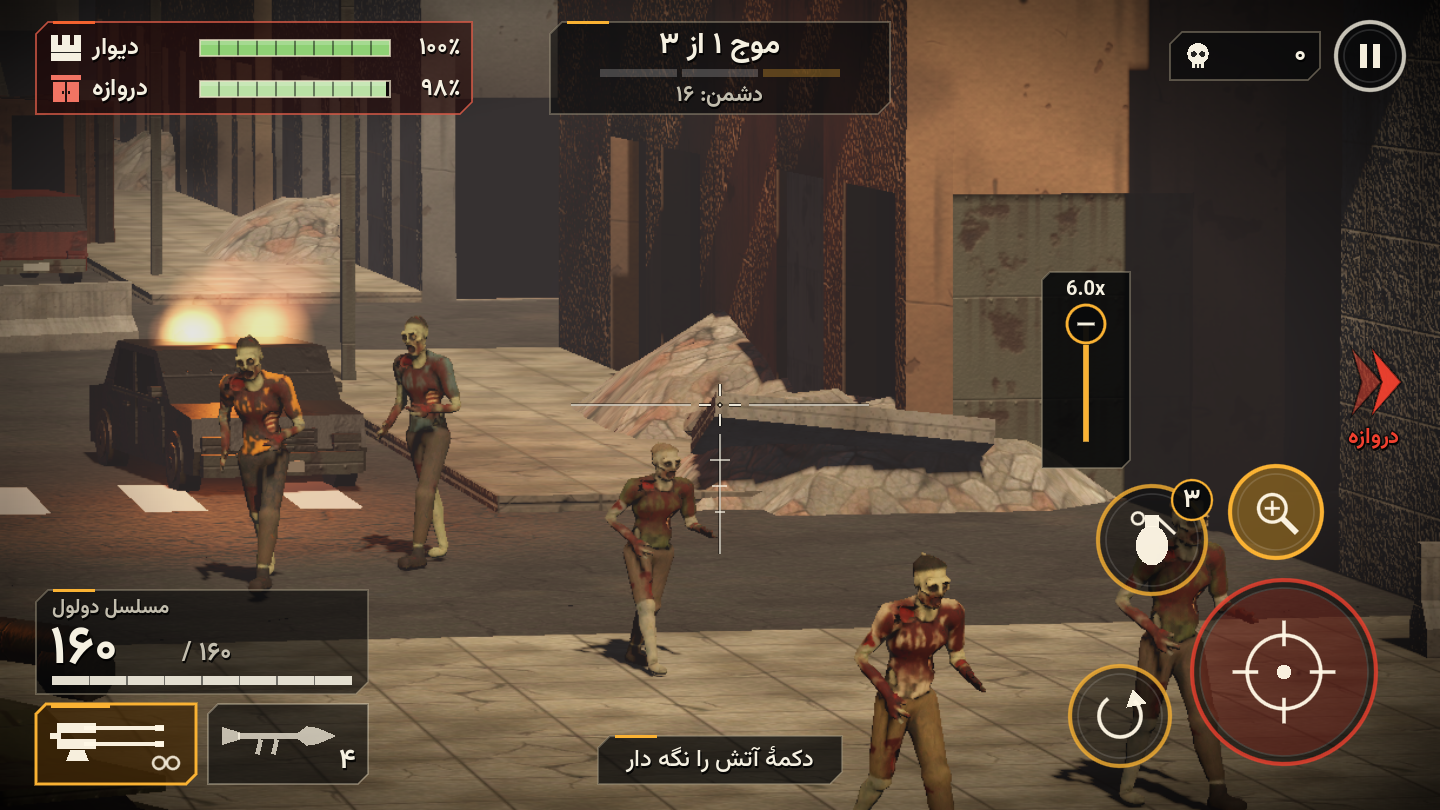 دیوار ۱۰۰٪
دروازه ۹۸٪
موج ۱ از ۳
دشمن: ۱۶
۰
6.0x
دروازه
۳
مسلسل دولول
۱۶۰ / ۱۶۰
∞
۴
دکمهٔ آتش را نگه دار